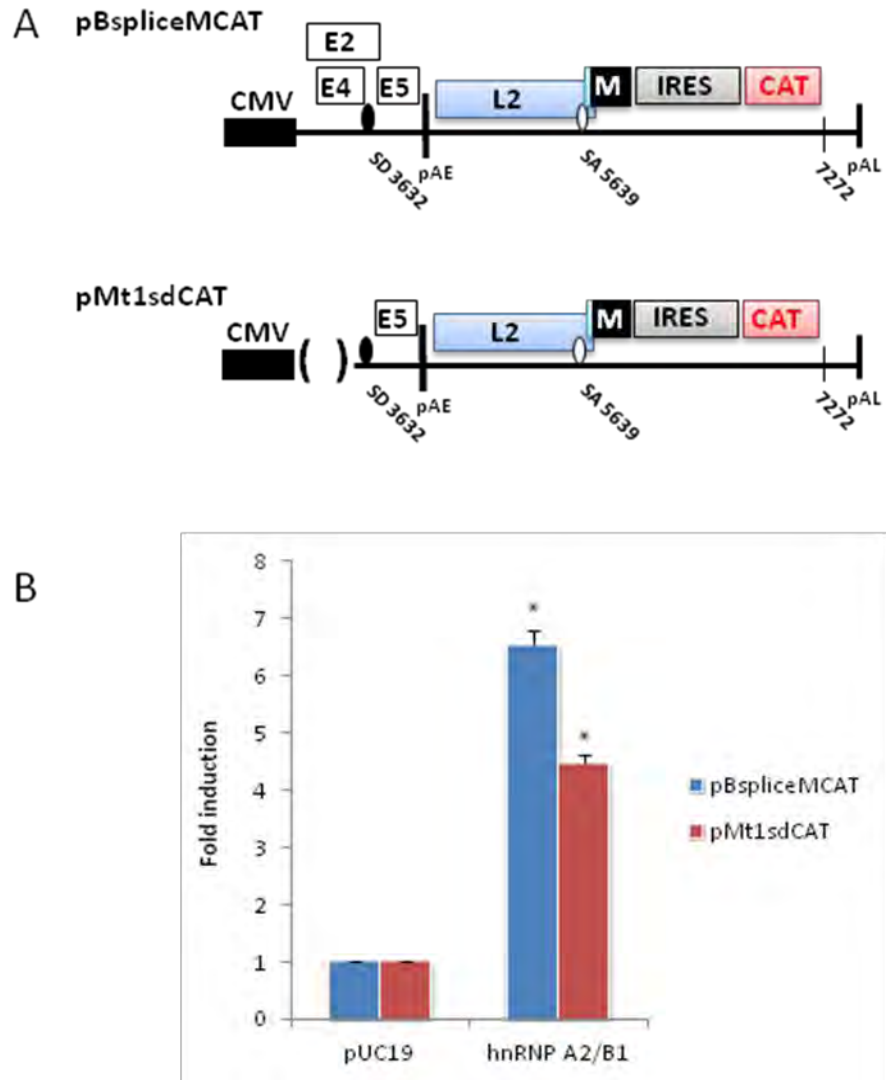 A
pBspliceMCAT
E2
E4 E5 L2 M IRES CAT
CMV
SD 3632 pAE SA 5639 7272 pAL
pMt1sdCAT
E5 L2 M IRES CAT
CMV ( )
SD 3632 pAE SA 5639 7272 pAL
B
8
7
6
5
4
3
2
1
0
Fold induction
*
*
pBspliceMCAT
pMt1sdCAT
pUC19 hnRNP A2/B1